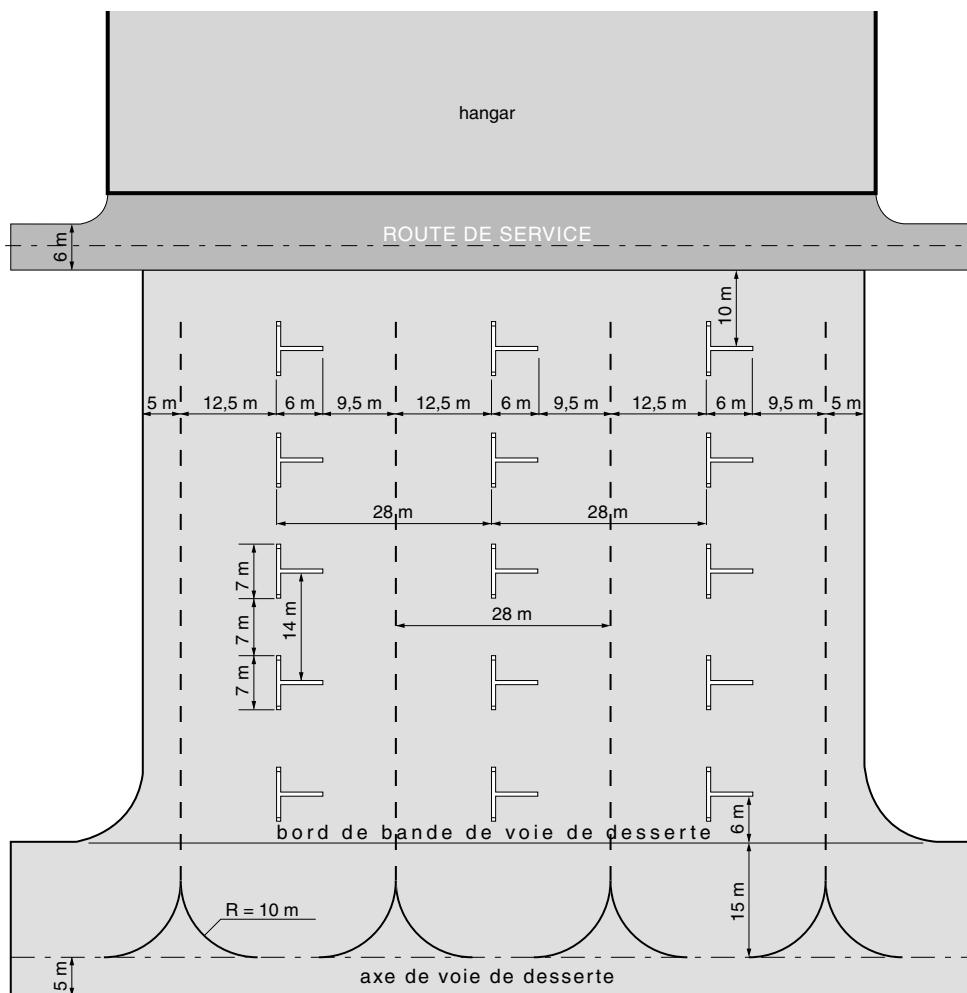 hangar
ROUTE DE SERVICE
6 m
10 m
5 m 12,5 m 6 m 9,5 m 12,5 m 6 m 9,5 m 12,5 m 6 m 9,5 m 5 m
28 m 28 m
7 m
14 m
7 m
28 m
7 m
6 m
bord de bande de voie de desserte
15 m
R = 10 m
axe de voie de desserte
5 m